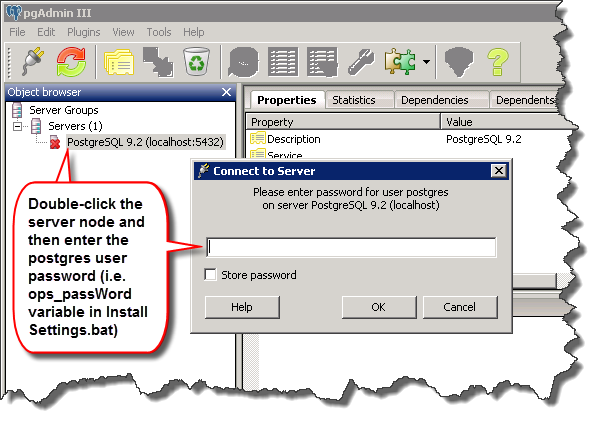 pgAdmin III
File Edit Plugins View Tools Help
Object browser
Server Groups
Servers (1)
PostgreSQL 9.2 (localhost:5432)
Properties Statistics Dependencies Dependents
Property Value
Description PostgreSQL 9.2
Service
Connect to Server
Please enter password for user postgres
on server PostgreSQL 9.2 (localhost)
Store password
Help OK Cancel
Double-click the
server node and
then enter the
postgres user
password (i.e.
ops_passWord
variable in Install
Settings.bat)